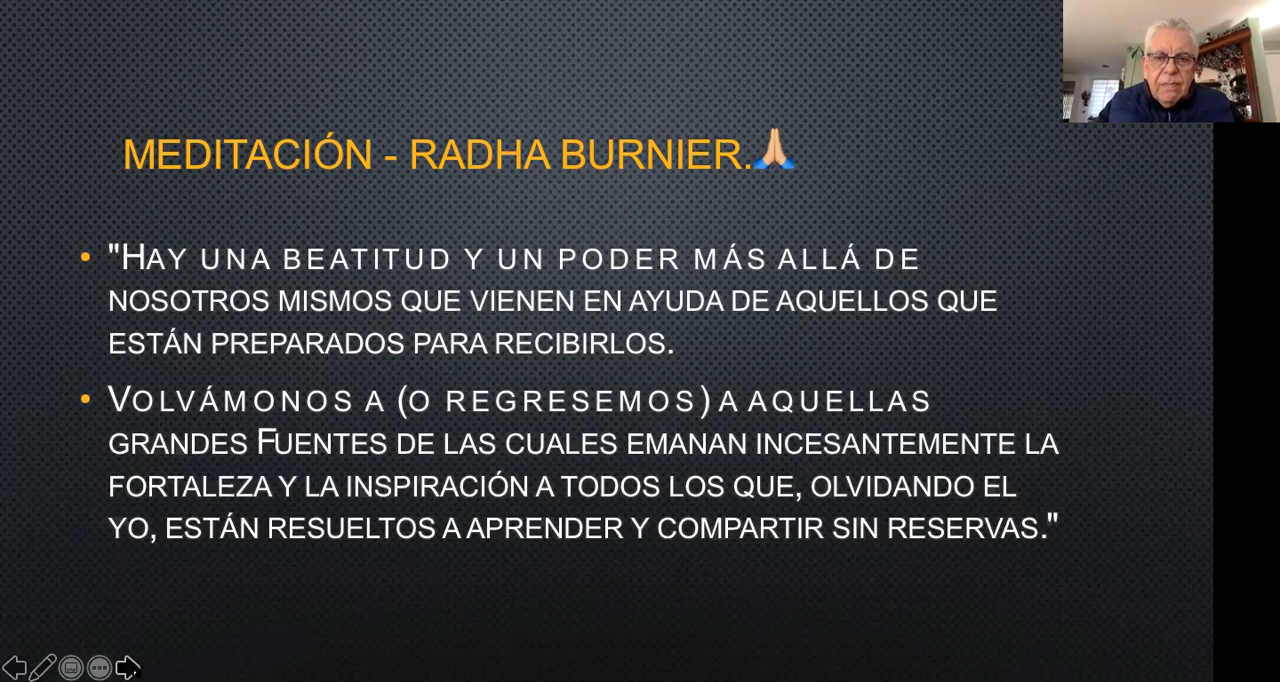 MEDITACIÓN - RADHA BURNIER.🙏🏼
• "HAY UNA BEATITUD Y UN PODER MÁS ALLÁ DE
NOSOTROS MISMOS QUE VIENEN EN AYUDA DE AQUELLOS QUE
ESTÁN PREPARADOS PARA RECIBIRLOS.
• VOLVÁMONOS A (O REGRESEMOS) A AQUELLAS
GRANDES FUENTES DE LAS CUALES EMANAN INCESANTEMENTE LA
FORTALEZA Y LA INSPIRACIÓN A TODOS LOS QUE, OLVIDANDO EL
YO, ESTÁN RESUELTOS A APRENDER Y COMPARTIR SIN RESERVAS."